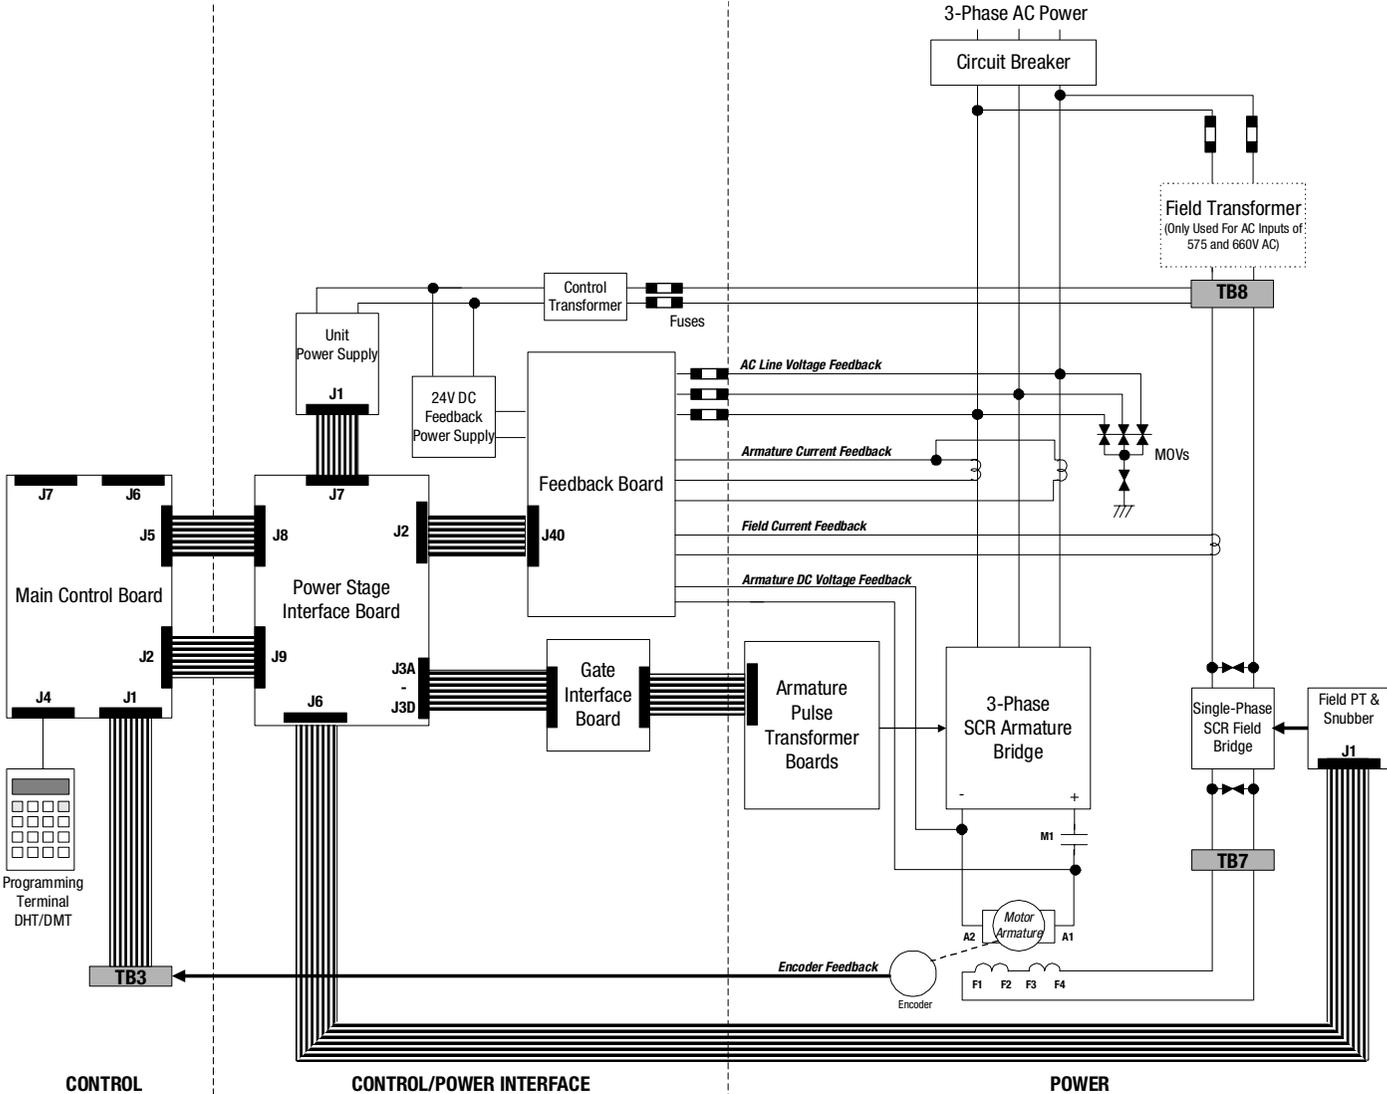 3-Phase AC Power
Circuit Breaker
Field Transformer
(Only Used For AC Inputs of
575 and 660V AC)
TB8
Control
Transformer
Fuses
Unit
Power Supply
J1
24V DC
Feedback
Power Supply
AC Line Voltage Feedback
MOVs
Armature Current Feedback
Feedback Board
J40
Field Current Feedback
Armature DC Voltage Feedback
J7
J6
J5
Main Control Board
J2
J4
J1
J7
J8
J2
Power Stage
Interface Board
J9
J3A
-
J3D
J6
Gate
Interface
Board
Armature
Pulse
Transformer
Boards
3-Phase
SCR Armature
Bridge
-
+
M1
Single-Phase
SCR Field
Bridge
Field PT &
Snubber
J1
TB7
Programming
Terminal
DHT/DMT
Motor
Armature
A2
A1
TB3
Encoder Feedback
Encoder
F1
F2
F3
F4
CONTROL
CONTROL/POWER INTERFACE
POWER